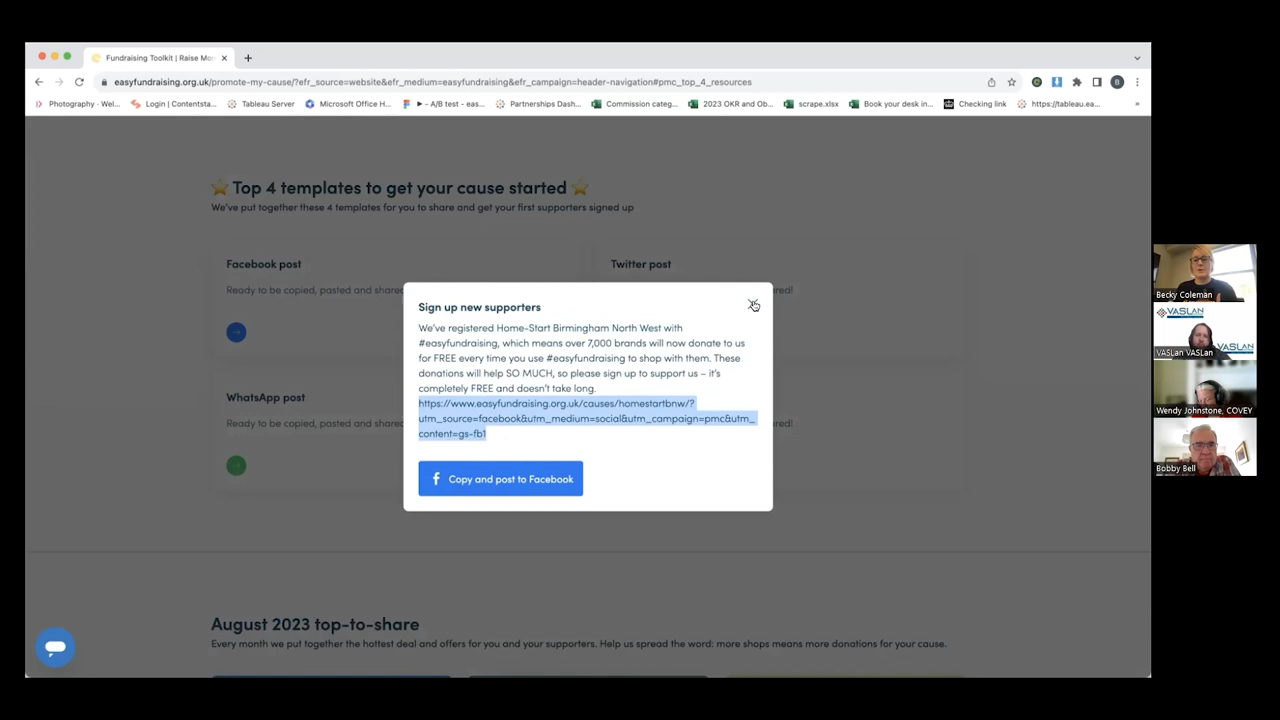 Fundraising Toolkit | Raise Mo
easyfundraising.org.uk/promote-my-cause/?efr_source=website&efr_medium=easyfundraising&efr_campaign=header-navigation#pmc_top_4_resources
Photography - Wel... Login | Contentsta... Tableau Server Microsoft Office H... - A/B test - eas... Partnerships Dash... Commission categ... 2023 OKR and Ob... scrape.xlsx Book your desk in... Checking link https://tableau.ea...
Top 4 templates to get your cause started
We've put together these 4 templates for you to share and get your first supporters signed up
Facebook post
Twitter post
Ready to be copied, pasted and shared
ed!
Sign up new supporters
We've registered Home-Start Birmingham North West with
#easyfundraising, which means over 7,000 brands will now donate to us
for FREE every time you use #easyfundraising to shop with them. These
donations will help SO MUCH, so please sign up to support us – it's
completely FREE and doesn't take long.
https://www.easyfundraising.org.uk/causes/homestartbnw/?
utm_source=facebook&utm_medium=social&utm_campaign=pmc&utm_
content=gs-fb1
Copy and post to Facebook
WhatsApp post
Ready to be copied, pasted and shared
ed!
August 2023 top-to-share
Every month we put together the hottest deal and offers for you and your supporters. Help us spread the word: more shops means more donations for your cause.
Becky Coleman
VASLAN
VASLan VASLan
Wendy Johnstone, COVEY
Bobby Bell